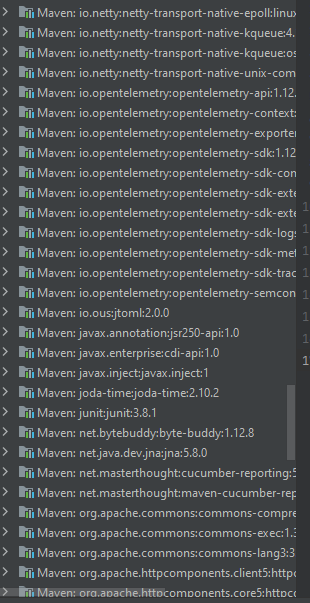 Maven: io.netty:netty-transport-native-epoll:linux
Maven: io.netty:netty-transport-native-kqueue:4.
Maven: io.netty:netty-transport-native-kqueue:os
Maven: io.netty:netty-transport-native-unix-com
Maven: io.opentelemetry:opentelemetry-api:1.12.
Maven: io.opentelemetry:opentelemetry-context:
Maven: io.opentelemetry:opentelemetry-exporte
Maven: io.opentelemetry:opentelemetry-sdk:1.12
Maven: io.opentelemetry:opentelemetry-sdk-con
Maven: io.opentelemetry:opentelemetry-sdk-exte
Maven: io.opentelemetry:opentelemetry-sdk-exte
Maven: io.opentelemetry:opentelemetry-sdk-logs
Maven: io.opentelemetry:opentelemetry-sdk-met
Maven: io.opentelemetry:opentelemetry-sdk-trac
Maven: io.opentelemetry:opentelemetry-semcon
Maven: io.ous:jtoml:2.0.0
Maven: javax.annotation:jsr250-api:1.0
Maven: javax.enterprise:cdi-api:1.0
Maven: javax.inject:javax.inject:1
Maven: joda-time:joda-time:2.10.2
Maven: junit:junit:3.8.1
Maven: net.bytebuddy:byte-buddy:1.12.8
Maven: net.java.dev.jna:jna:5.8.0
Maven: net.masterthought:cucumber-reporting:5
Maven: net.masterthought:maven-cucumber-rep
Maven: org.apache.commons:commons-compre
Maven: org.apache.commons:commons-exec:1.3
Maven: org.apache.commons:commons-lang3:3
Maven: org.apache.httpcomponents.client5:httpc
Maven: org.apache.httpcomponents.core5:httpco